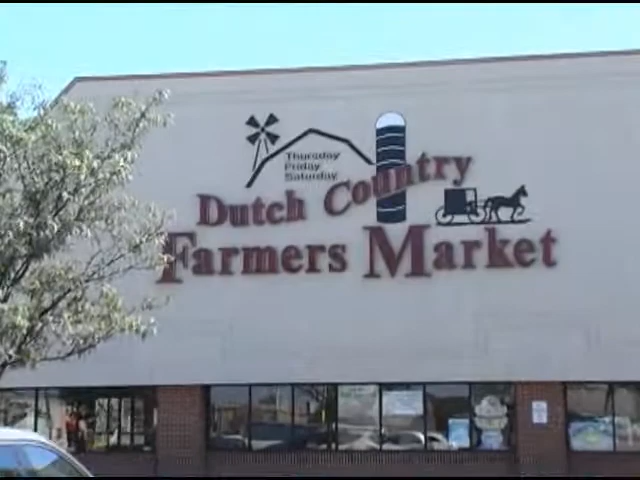 Thursday
Friday
Saturday
Dutch Country
Farmers Market